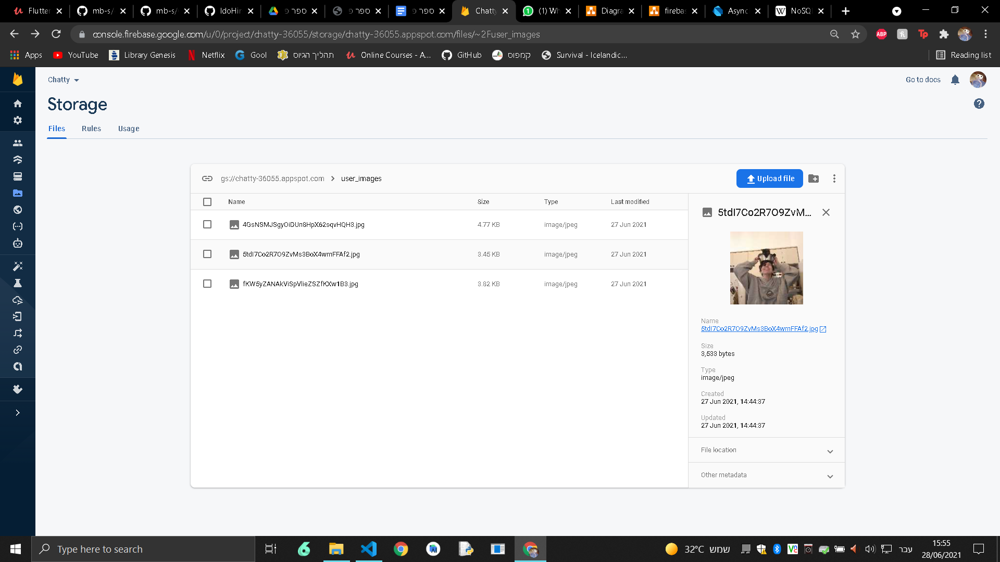 Flutter
mb-s/
mb-s/
IdoHir
ספר פ
ספר פ
ספר פ
Chatty
(1) Wh
Diagra
fireba
Async
NoSQ
console.firebase.google.com/u/0/project/chatty-36055/storage/chatty-36055.appspot.com/files/~2Fuser_images
ABP
Tp
Apps
YouTube
Library Genesis
Netflix
Gool
תהליך הגיוס
Online Courses - A...
GitHub
קמפוס
Survival - Icelandic...
Reading list
Chatty
Go to docs
Storage
Files
Rules
Usage
gs://chatty-36055.appspot.com
user_images
Upload file
Name
Size
Type
Last modified
4GsNSMJSgyOiDUn8HpX62sqvHQH3.jpg
4.77 KB
image/jpeg
27 Jun 2021
5tdI7Co2R7O9ZvMs3BoX4wmFFAf2.jpg
3.45 KB
image/jpeg
27 Jun 2021
fKW5yZANAkViSpVlieZSZfKXw1B3.jpg
3.82 KB
image/jpeg
27 Jun 2021
5tdI7Co2R7O9ZvM...
Name
5tdI7Co2R7O9ZvMs3BoX4wmFFAf2.jpg
Size
3,533 bytes
Type
image/jpeg
Created
27 Jun 2021, 14:44:37
Updated
27 Jun 2021, 14:44:37
File location
Other metadata
Type here to search
32°C שמש
עבר
15:55
28/06/2021